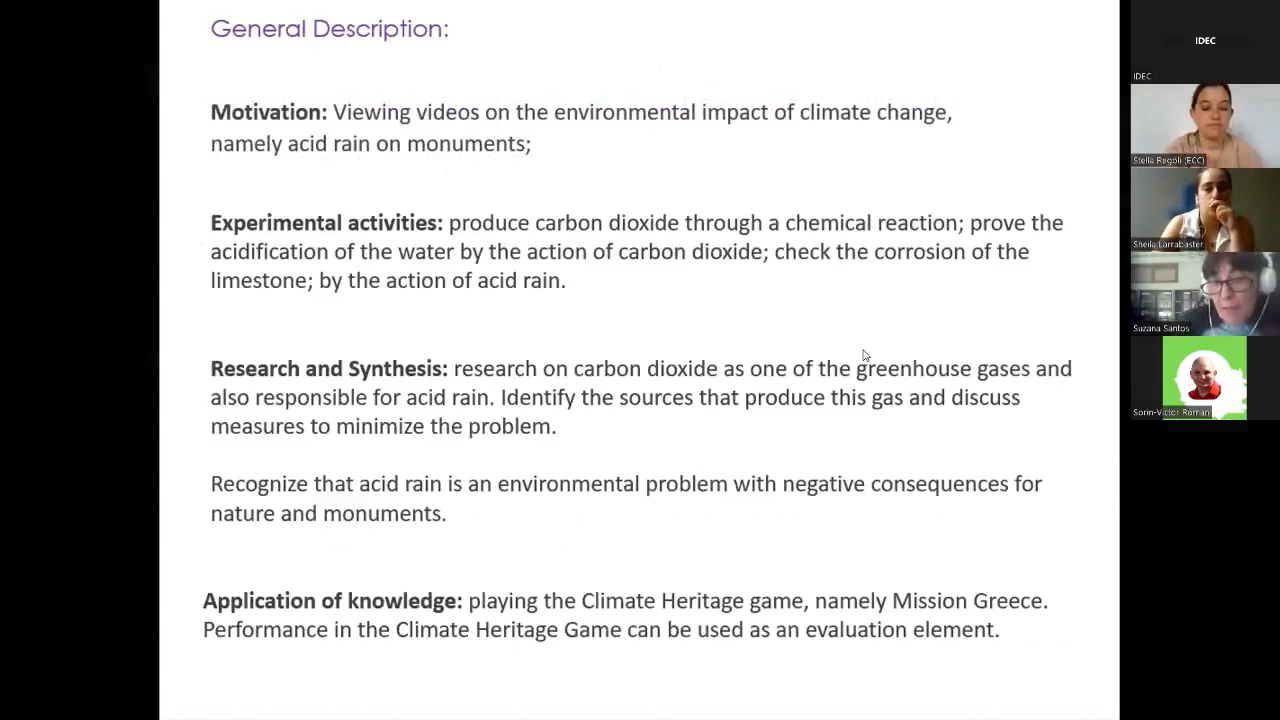 General Description:
Motivation: Viewing videos on the environmental impact of climate change,
namely acid rain on monuments;
Experimental activities: produce carbon dioxide through a chemical reaction; prove the
acidification of the water by the action of carbon dioxide; check the corrosion of the
limestone; by the action of acid rain.
Research and Synthesis: research on carbon dioxide as one of the greenhouse gases and
also responsible for acid rain. Identify the sources that produce this gas and discuss
measures to minimize the problem.
Recognize that acid rain is an environmental problem with negative consequences for
nature and monuments.
Application of knowledge: playing the Climate Heritage game, namely Mission Greece.
Performance in the Climate Heritage Game can be used as an evaluation element.
IDEC
IDEC
Stella Regoli (ECC)
Sheila Larrabaster
Suzana Santos
Sorin-Victor Roman